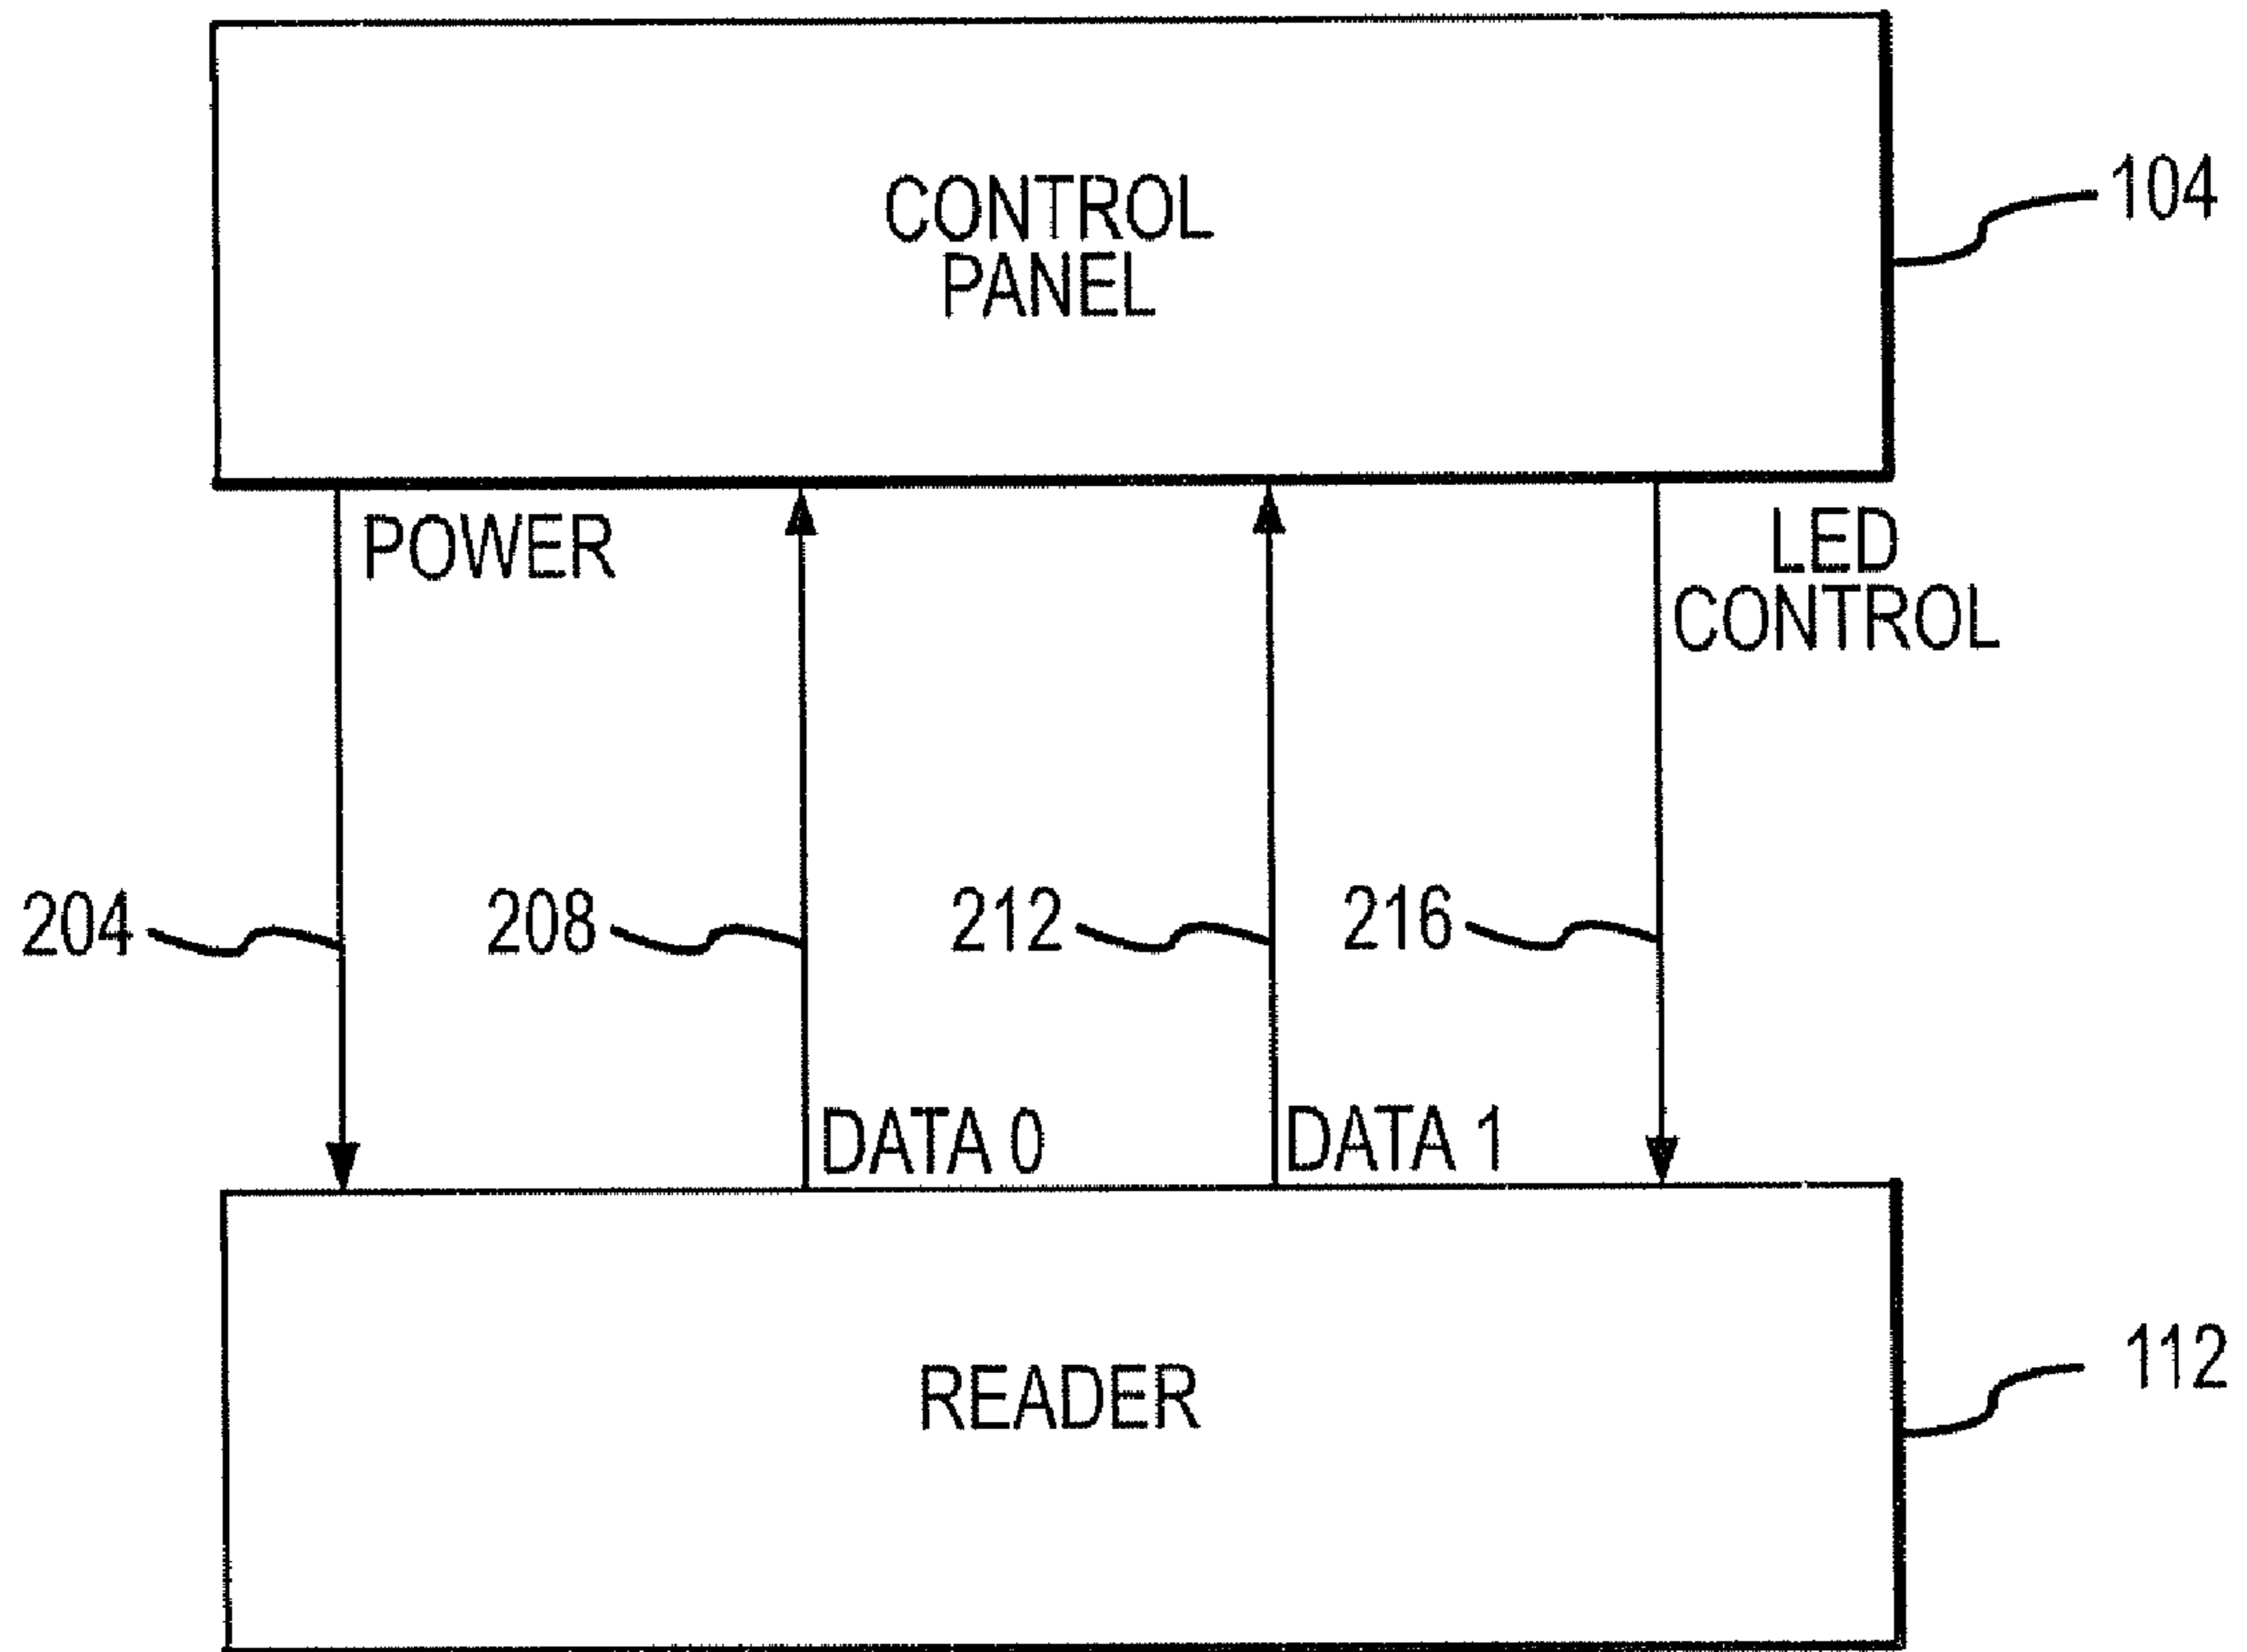 CONTROL
PANEL
104
POWER
LED
CONTROL
204
208
212
216
DATA 0
DATA 1
READER
112